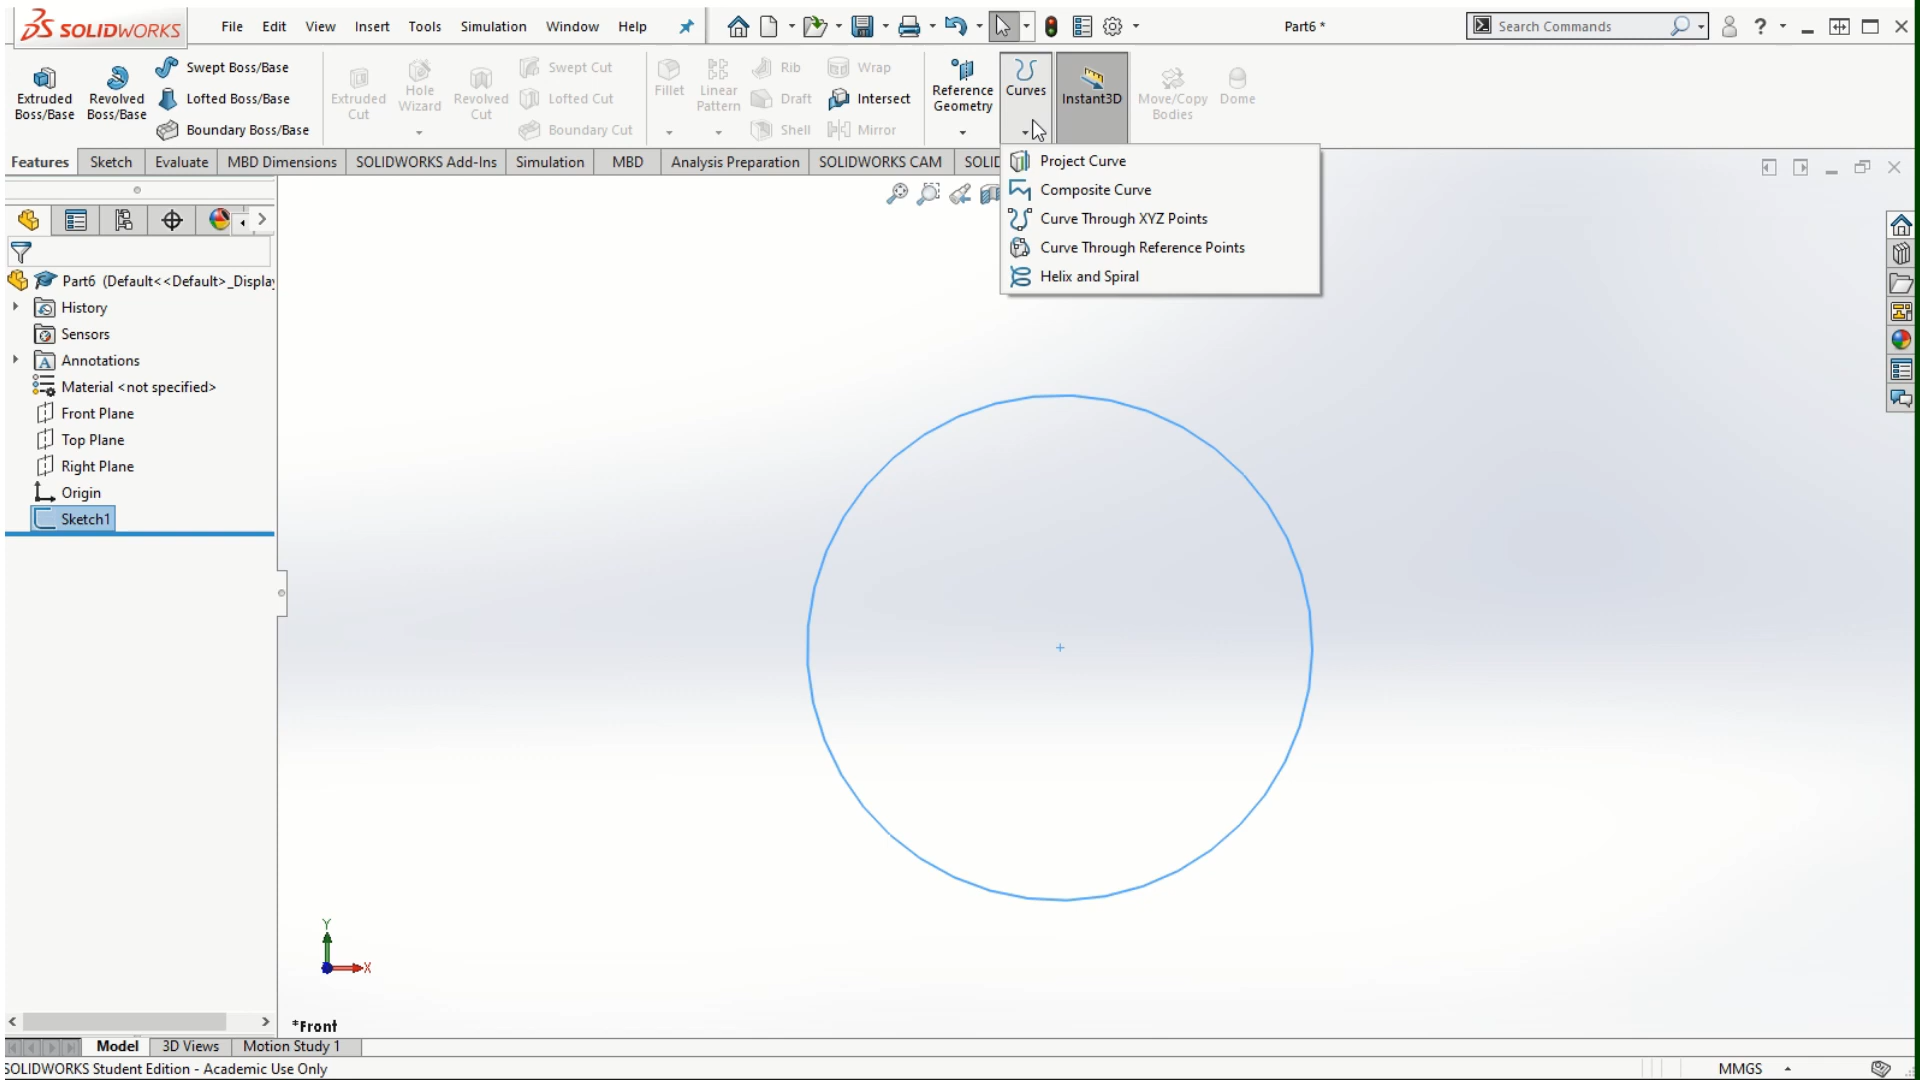 SOLIDWORKS File Edit View Insert Tools Simulation Window Help Part6 * Search Commands ?
Extruded Boss/Base
Revolved Boss/Base
Swept Boss/Base
Lofted Boss/Base
Boundary Boss/Base
Extruded Cut
Hole Wizard
Revolved Cut
Swept Cut
Lofted Cut
Boundary Cut
Fillet
Linear Pattern
Rib
Draft
Shell
Wrap
Intersect
Mirror
Reference Geometry
Curves
Instant3D
Move/Copy Bodies
Dome
Features Sketch Evaluate MBD Dimensions SOLIDWORKS Add-Ins Simulation MBD Analysis Preparation SOLIDWORKS CAM SOLID
Project Curve
Composite Curve
Curve Through XYZ Points
Curve Through Reference Points
Helix and Spiral
Part6 (Default<<Default>_Display
History
Sensors
A Annotations
Material <not specified>
Front Plane
Top Plane
Right Plane
Origin
Sketch1
Y
X
*Front
Model 3D Views Motion Study 1
SOLIDWORKS Student Edition - Academic Use Only MMGS